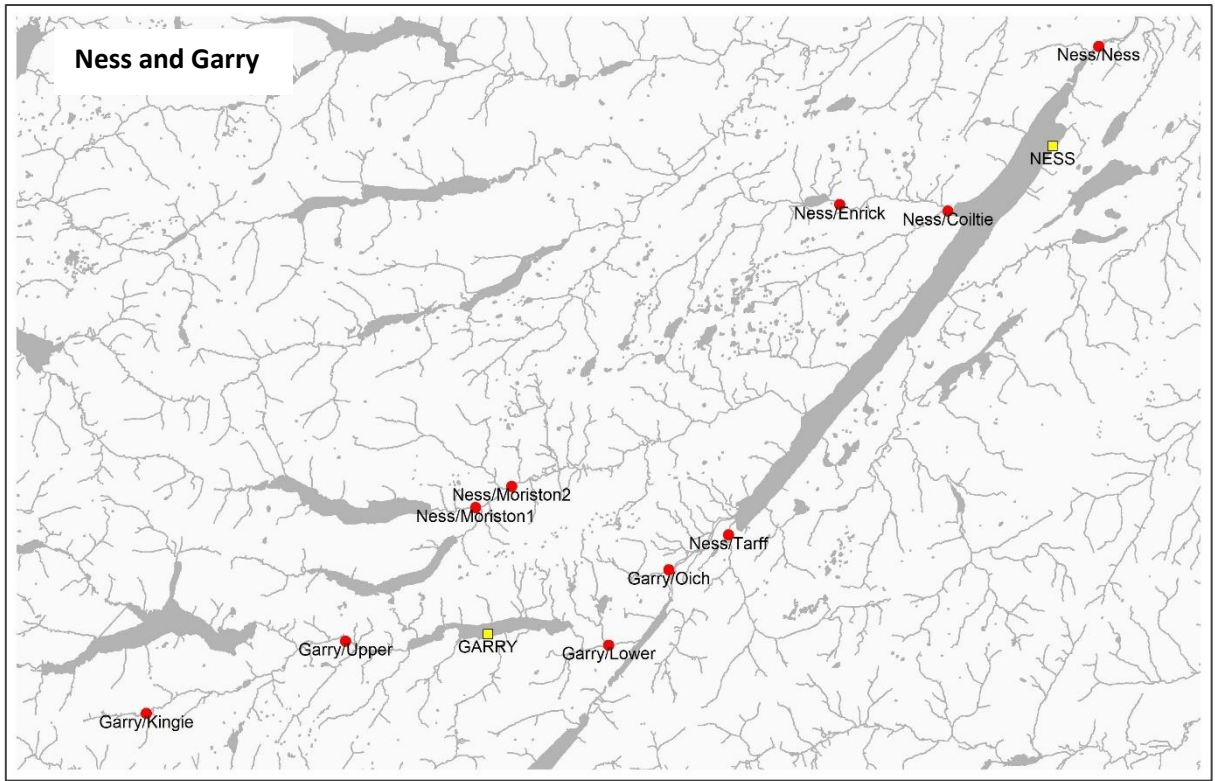 Ness and Garry
Ness/Ness
NESS
Ness/Enrick
Ness/Coiltie
Ness/Moriston2
Ness/Moriston1
Ness/Tarff
Garry/Oich
Garry/Upper
GARRY
Garry/Lower
Garry/Kingie